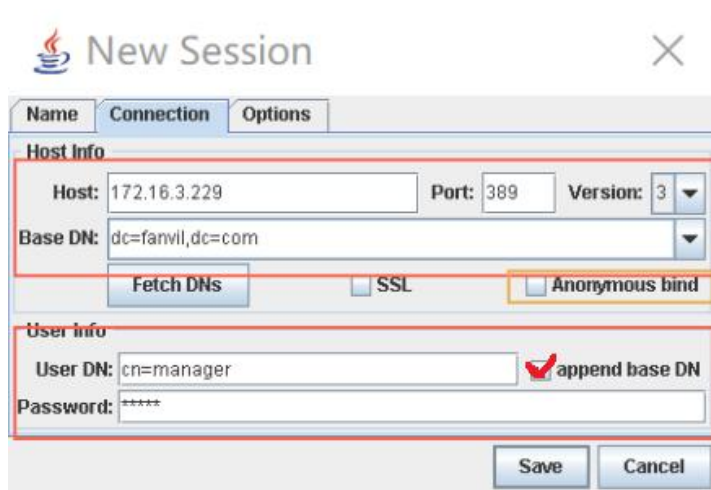 New Session
Name Connection Options
Host Info
Host: 172.16.3.229 Port: 389 Version: 3
Base DN: dc=fanvil,dc=com
Fetch DNs SSL Anonymous bind
User Info
User DN: cn=manager append base DN
Password: *****
Save Cancel